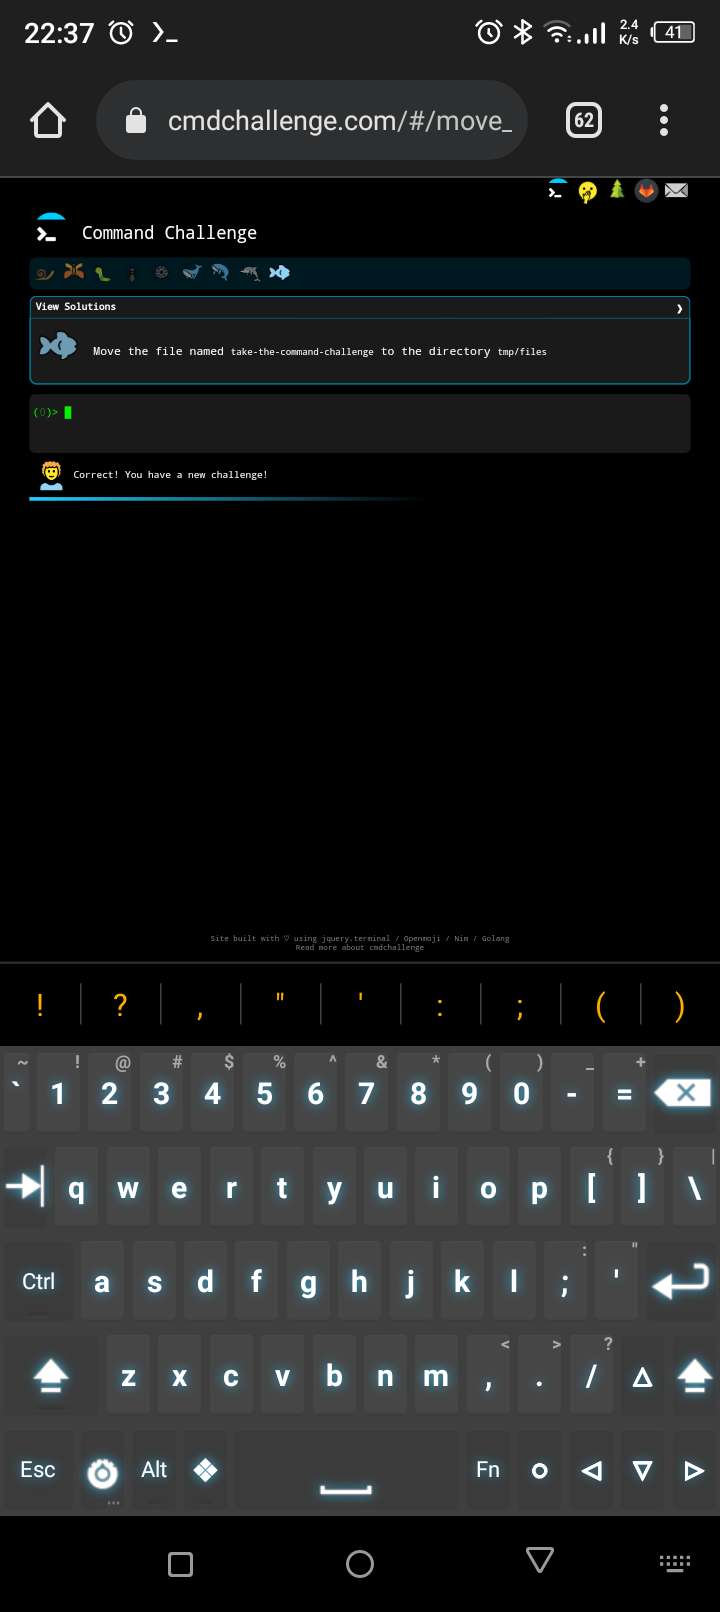 22:37
2.4
K/s
41
cmdchallenge.com/#/move_
62
Command Challenge
View Solutions
Move the file named take-the-command-challenge to the directory tmp/files
(0)>
Correct! You have a new challenge!
Site built with ♡ using jquery.terminal / Openmoji / Nim / Golang
Read more about cmdchallenge
! ? , " ' : ; ( )
~ ! @ # $ % ^ & * ( ) _ +
` 1 2 3 4 5 6 7 8 9 0 - =
{ } |
q w e r t y u i o p [ ] \
: "
Ctrl a s d f g h j k l ; '
< > ?
z x c v b n m , . /
Esc Alt Fn
...